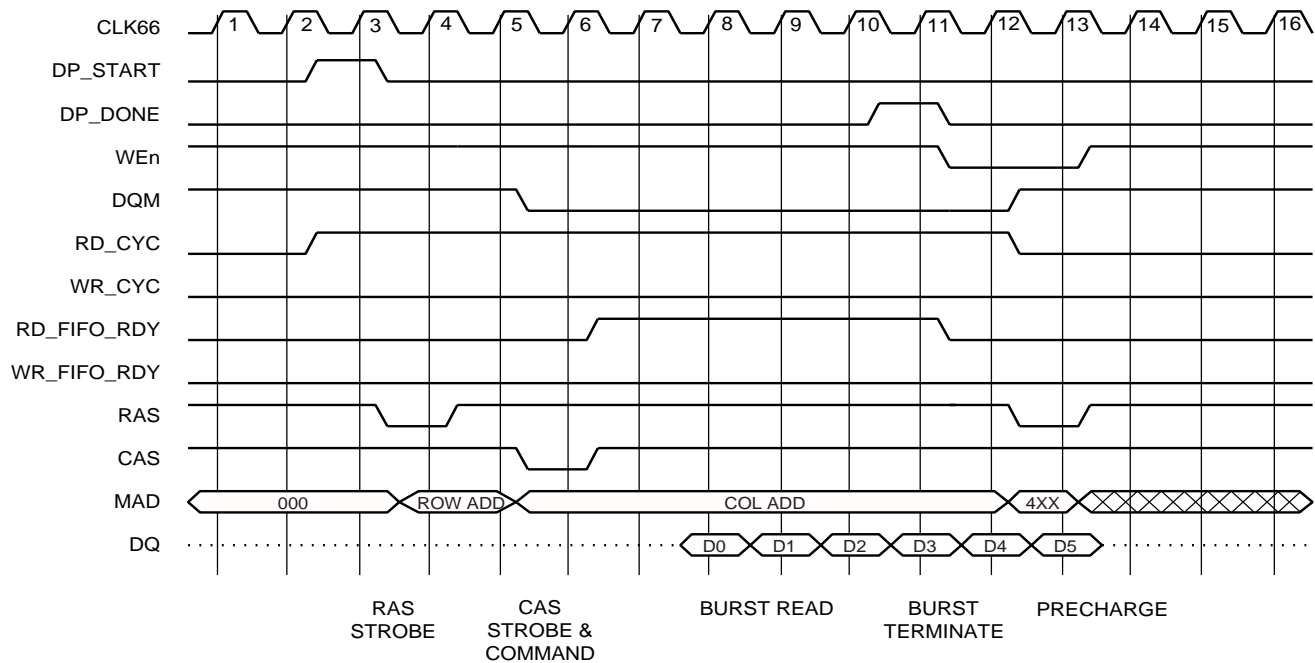 CLK66 1 2 3 4 5 6 7 8 9 10 11 12 13 14 15 16
DP_START
DP_DONE
WEn
DQM
RD_CYC
WR_CYC
RD_FIFO_RDY
WR_FIFO_RDY
RAS
CAS
MAD 000 ROW ADD COL ADD 4XX
DQ D0 D1 D2 D3 D4 D5
RAS CAS BURST READ BURST PRECHARGE
STROBE STROBE & TERMINATE
COMMAND